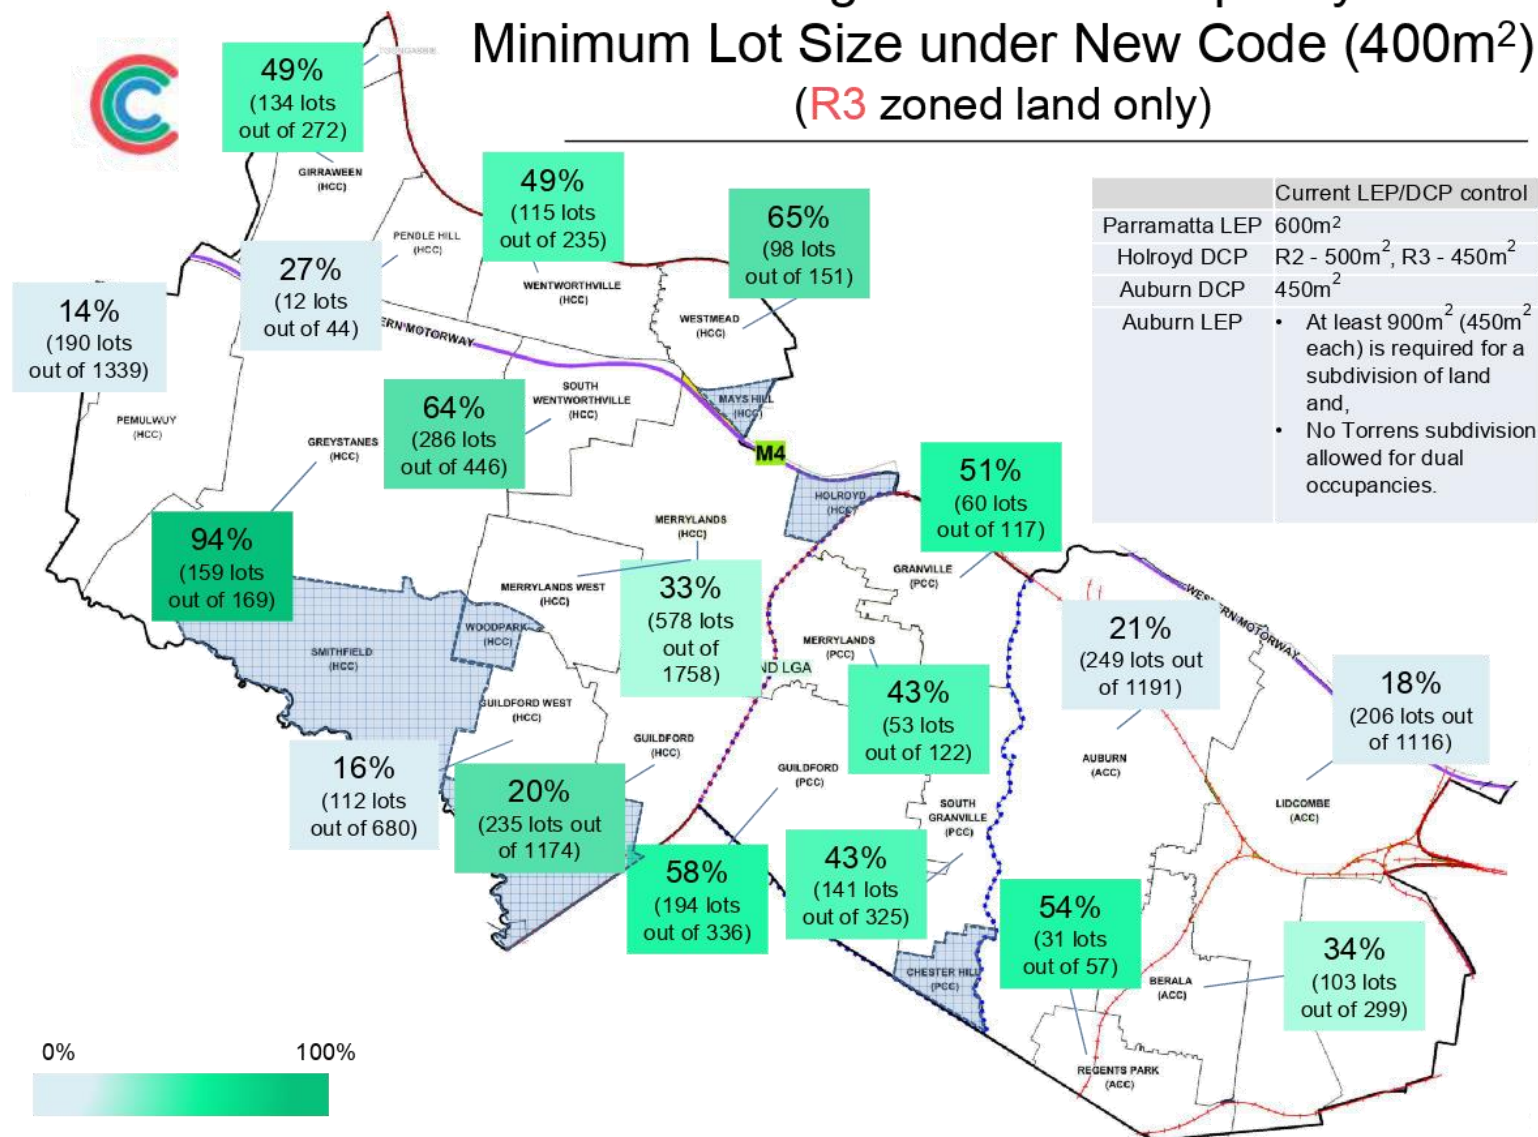 Minimum Lot Size under New Code (400m²)
(R3 zoned land only)
49%
(134 lots
out of 272)
GIRRAWEEN
(HCC)
49%
(115 lots
out of 235)
65%
(98 lots
out of 151)
Current LEP/DCP control
Parramatta LEP 600m²
Holroyd DCP R2 - 500m², R3 - 450m²
Auburn DCP 450m²
Auburn LEP • At least 900m² (450m²
each) is required for a
subdivision of land
and,
• No Torrens subdivision
allowed for dual
occupancies.
PENDLE HILL
(HCC)
27%
(12 lots
out of 44)
WENTWORTHVILLE
(HCC)
WESTMEAD
(HCC)
14%
(190 lots
out of 1339)
ERN MOTORWAY
PEMULWUY
(HCC)
64%
(286 lots
out of 446)
SOUTH
WENTWORTHVILLE
(HCC)
MAYS HILL
(HCC)
GREYSTANES
(HCC)
M4
51%
(60 lots
out of 117)
HOLROYD
(HCC)
94%
(159 lots
out of 169)
MERRYLANDS
(HCC)
MERRYLANDS WEST
(HCC)
33%
(578 lots
out of
1758)
GRANVILLE
(PCC)
WESTERN MOTORWAY
21%
(249 lots out
of 1191)
WOODPARK
(HCC)
SMITHFIELD
(HCC)
MERRYLANDS
(PCC)
ND LGA
43%
(53 lots
out of 122)
18%
(206 lots out
of 1116)
GUILDFORD WEST
(HCC)
GUILDFORD
(HCC)
GUILDFORD
(PCC)
AUBURN
(ACC)
16%
(112 lots
out of 680)
20%
(235 lots out
of 1174)
SOUTH
GRANVILLE
(PCC)
LIDCOMBE
(ACC)
58%
(194 lots
out of 336)
43%
(141 lots
out of 325)
54%
(31 lots
out of 57)
CHESTER HILL
(PCC)
BERALA
(ACC)
34%
(103 lots
out of 299)
REGENTS PARK
(ACC)
0% 100%